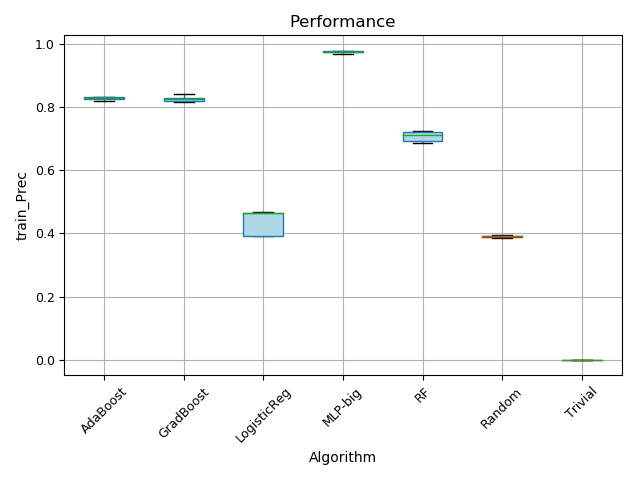 Performance
train_Prec
1.0
0.8
0.6
0.4
0.2
0.0
AdaBoost
GradBoost
LogisticReg
MLP-big
RF
Random
Trivial
Algorithm